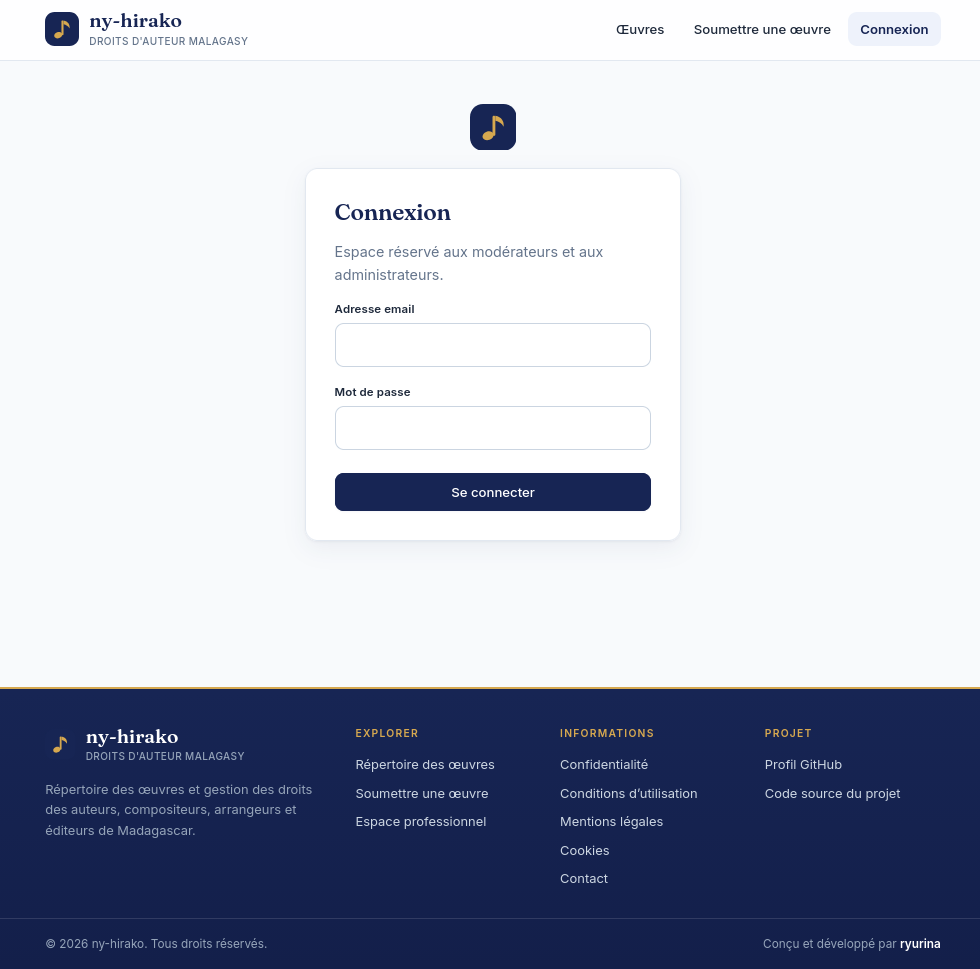 ny-hirako
DROITS D'AUTEUR MALAGASY
Œuvres
Soumettre une œuvre
Connexion
Connexion
Espace réservé aux modérateurs et aux
administrateurs.
Adresse email
Mot de passe
Se connecter
ny-hirako
DROITS D'AUTEUR MALAGASY
Répertoire des œuvres et gestion des droits
des auteurs, compositeurs, arrangeurs et
éditeurs de Madagascar.
EXPLORER
Répertoire des œuvres
Soumettre une œuvre
Espace professionnel
INFORMATIONS
Confidentialité
Conditions d’utilisation
Mentions légales
Cookies
Contact
PROJET
Profil GitHub
Code source du projet
© 2026 ny-hirako. Tous droits réservés.
Conçu et développé par ryurina